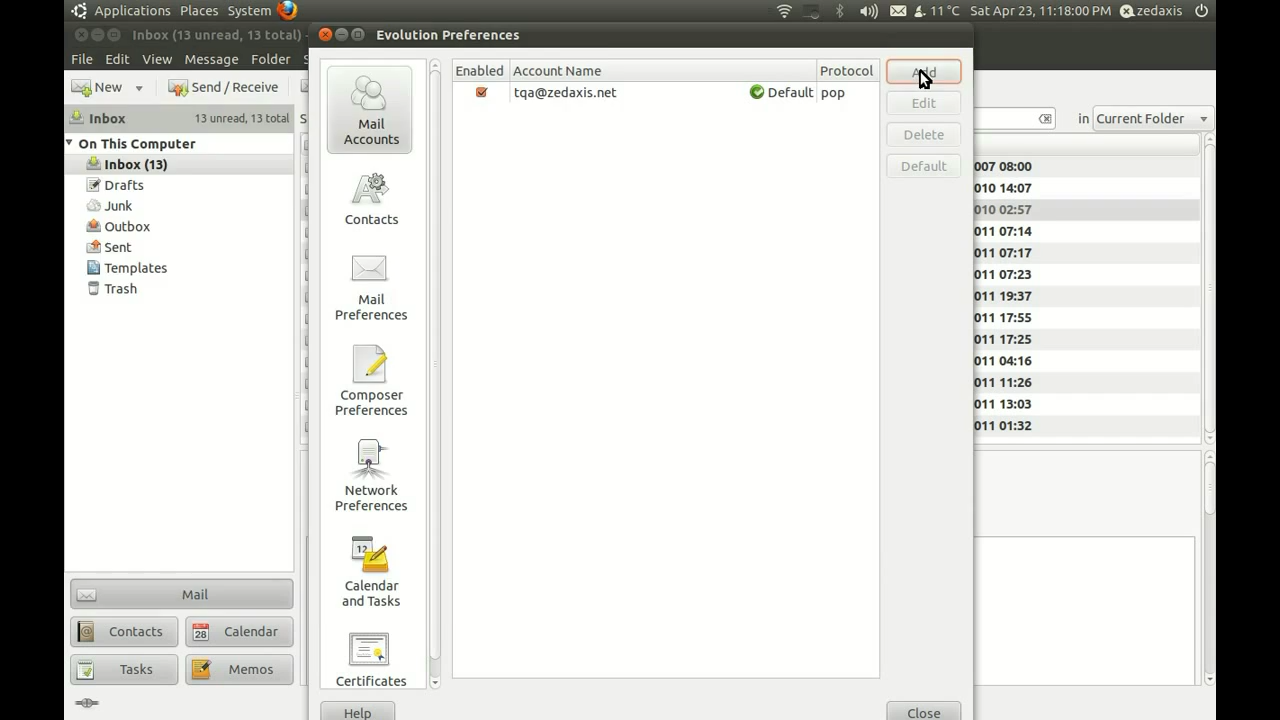 Applications Places System 11 °C Sat Apr 23, 11:18:00 PM zedaxis
Inbox (13 unread, 13 total) –
Evolution Preferences
File Edit View Message Folder
New Send / Receive
Inbox 13 unread, 13 total
in Current Folder
On This Computer
Inbox (13)
Drafts
Junk
Outbox
Sent
Templates
Trash
Mail
Contacts
28 Calendar
Tasks
Memos
Mail
Accounts
Contacts
Mail
Preferences
Composer
Preferences
Network
Preferences
12
Calendar
and Tasks
Certificates
Enabled Account Name Protocol
tqa@zedaxis.net Default pop
Add
Edit
Delete
Default
Help
Close
007 08:00
010 14:07
010 02:57
011 07:14
011 07:17
011 07:23
011 19:37
011 17:55
011 17:25
011 04:16
011 11:26
011 13:03
011 01:32